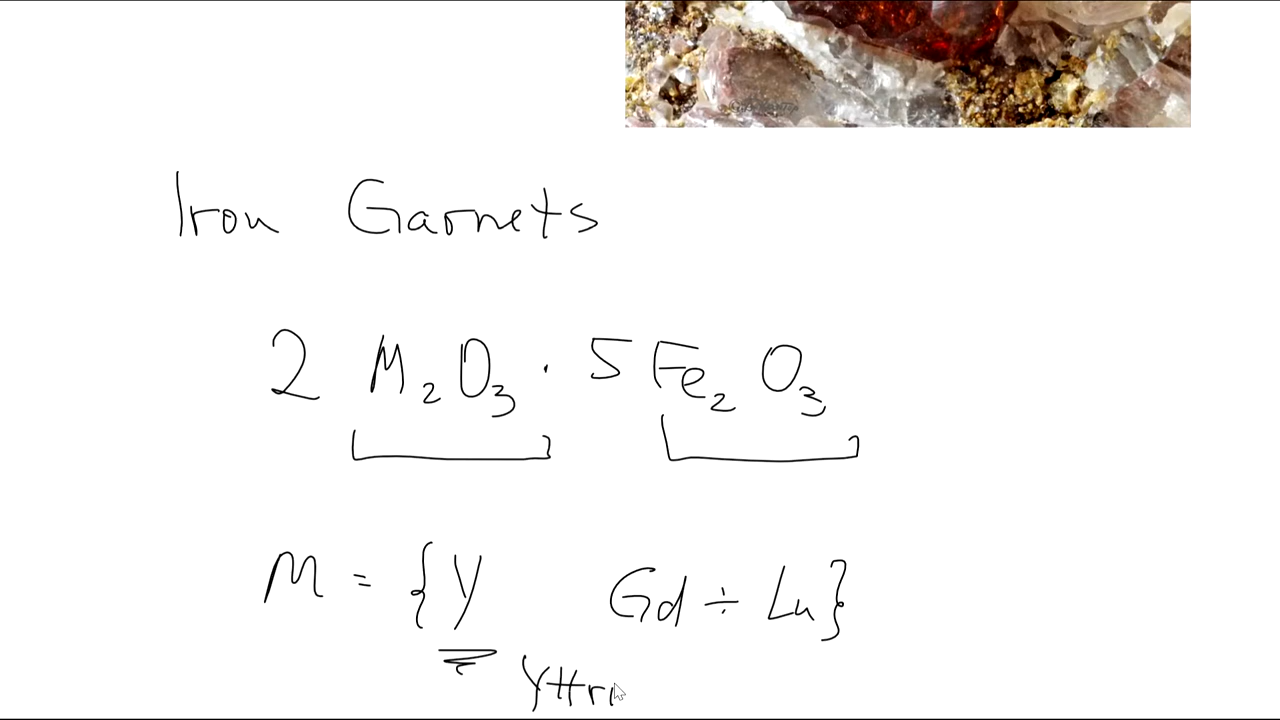 Iron Garnets
2 M₂O₃ · 5 Fe₂O₃
M = {Y Gd ÷ Lu}
Yttri